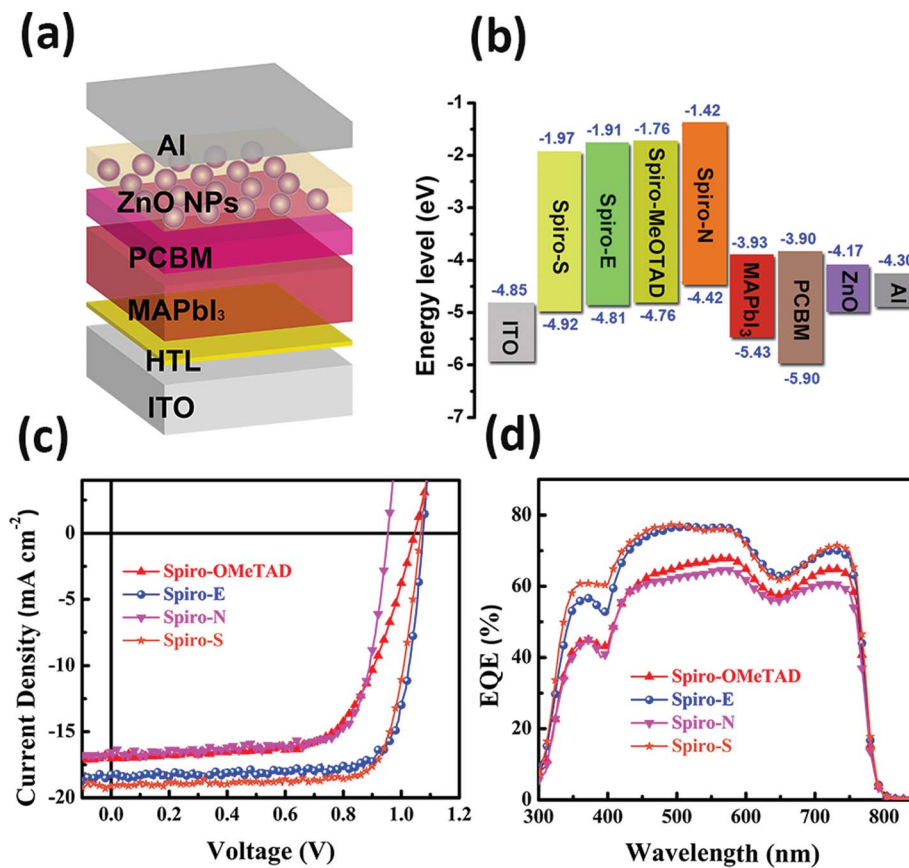 (a)
Al
ZnO NPs
PCBM
MAPbI₃
HTL
ITO
(b)
Energy level (eV)
-1
-2
-3
-4
-5
-6
-7
-4.85
ITO
-1.97
Spiro-S
-4.92
-1.91
Spiro-E
-4.81
-1.76
Spiro-MeOTAD
-4.76
-1.42
Spiro-N
-4.42
-3.93
MAPbI₃
-5.43
-3.90
PCBM
-5.90
-4.17
ZnO
-4.30
Al
(c)
Current Density (mA cm⁻²)
0
-5
-10
-15
-20
Spiro-OMeTAD
Spiro-E
Spiro-N
Spiro-S
0.0 0.2 0.4 0.6 0.8 1.0 1.2
Voltage (V)
(d)
EQE (%)
80
60
40
20
0
Spiro-OMeTAD
Spiro-E
Spiro-N
Spiro-S
300 400 500 600 700 800
Wavelength (nm)